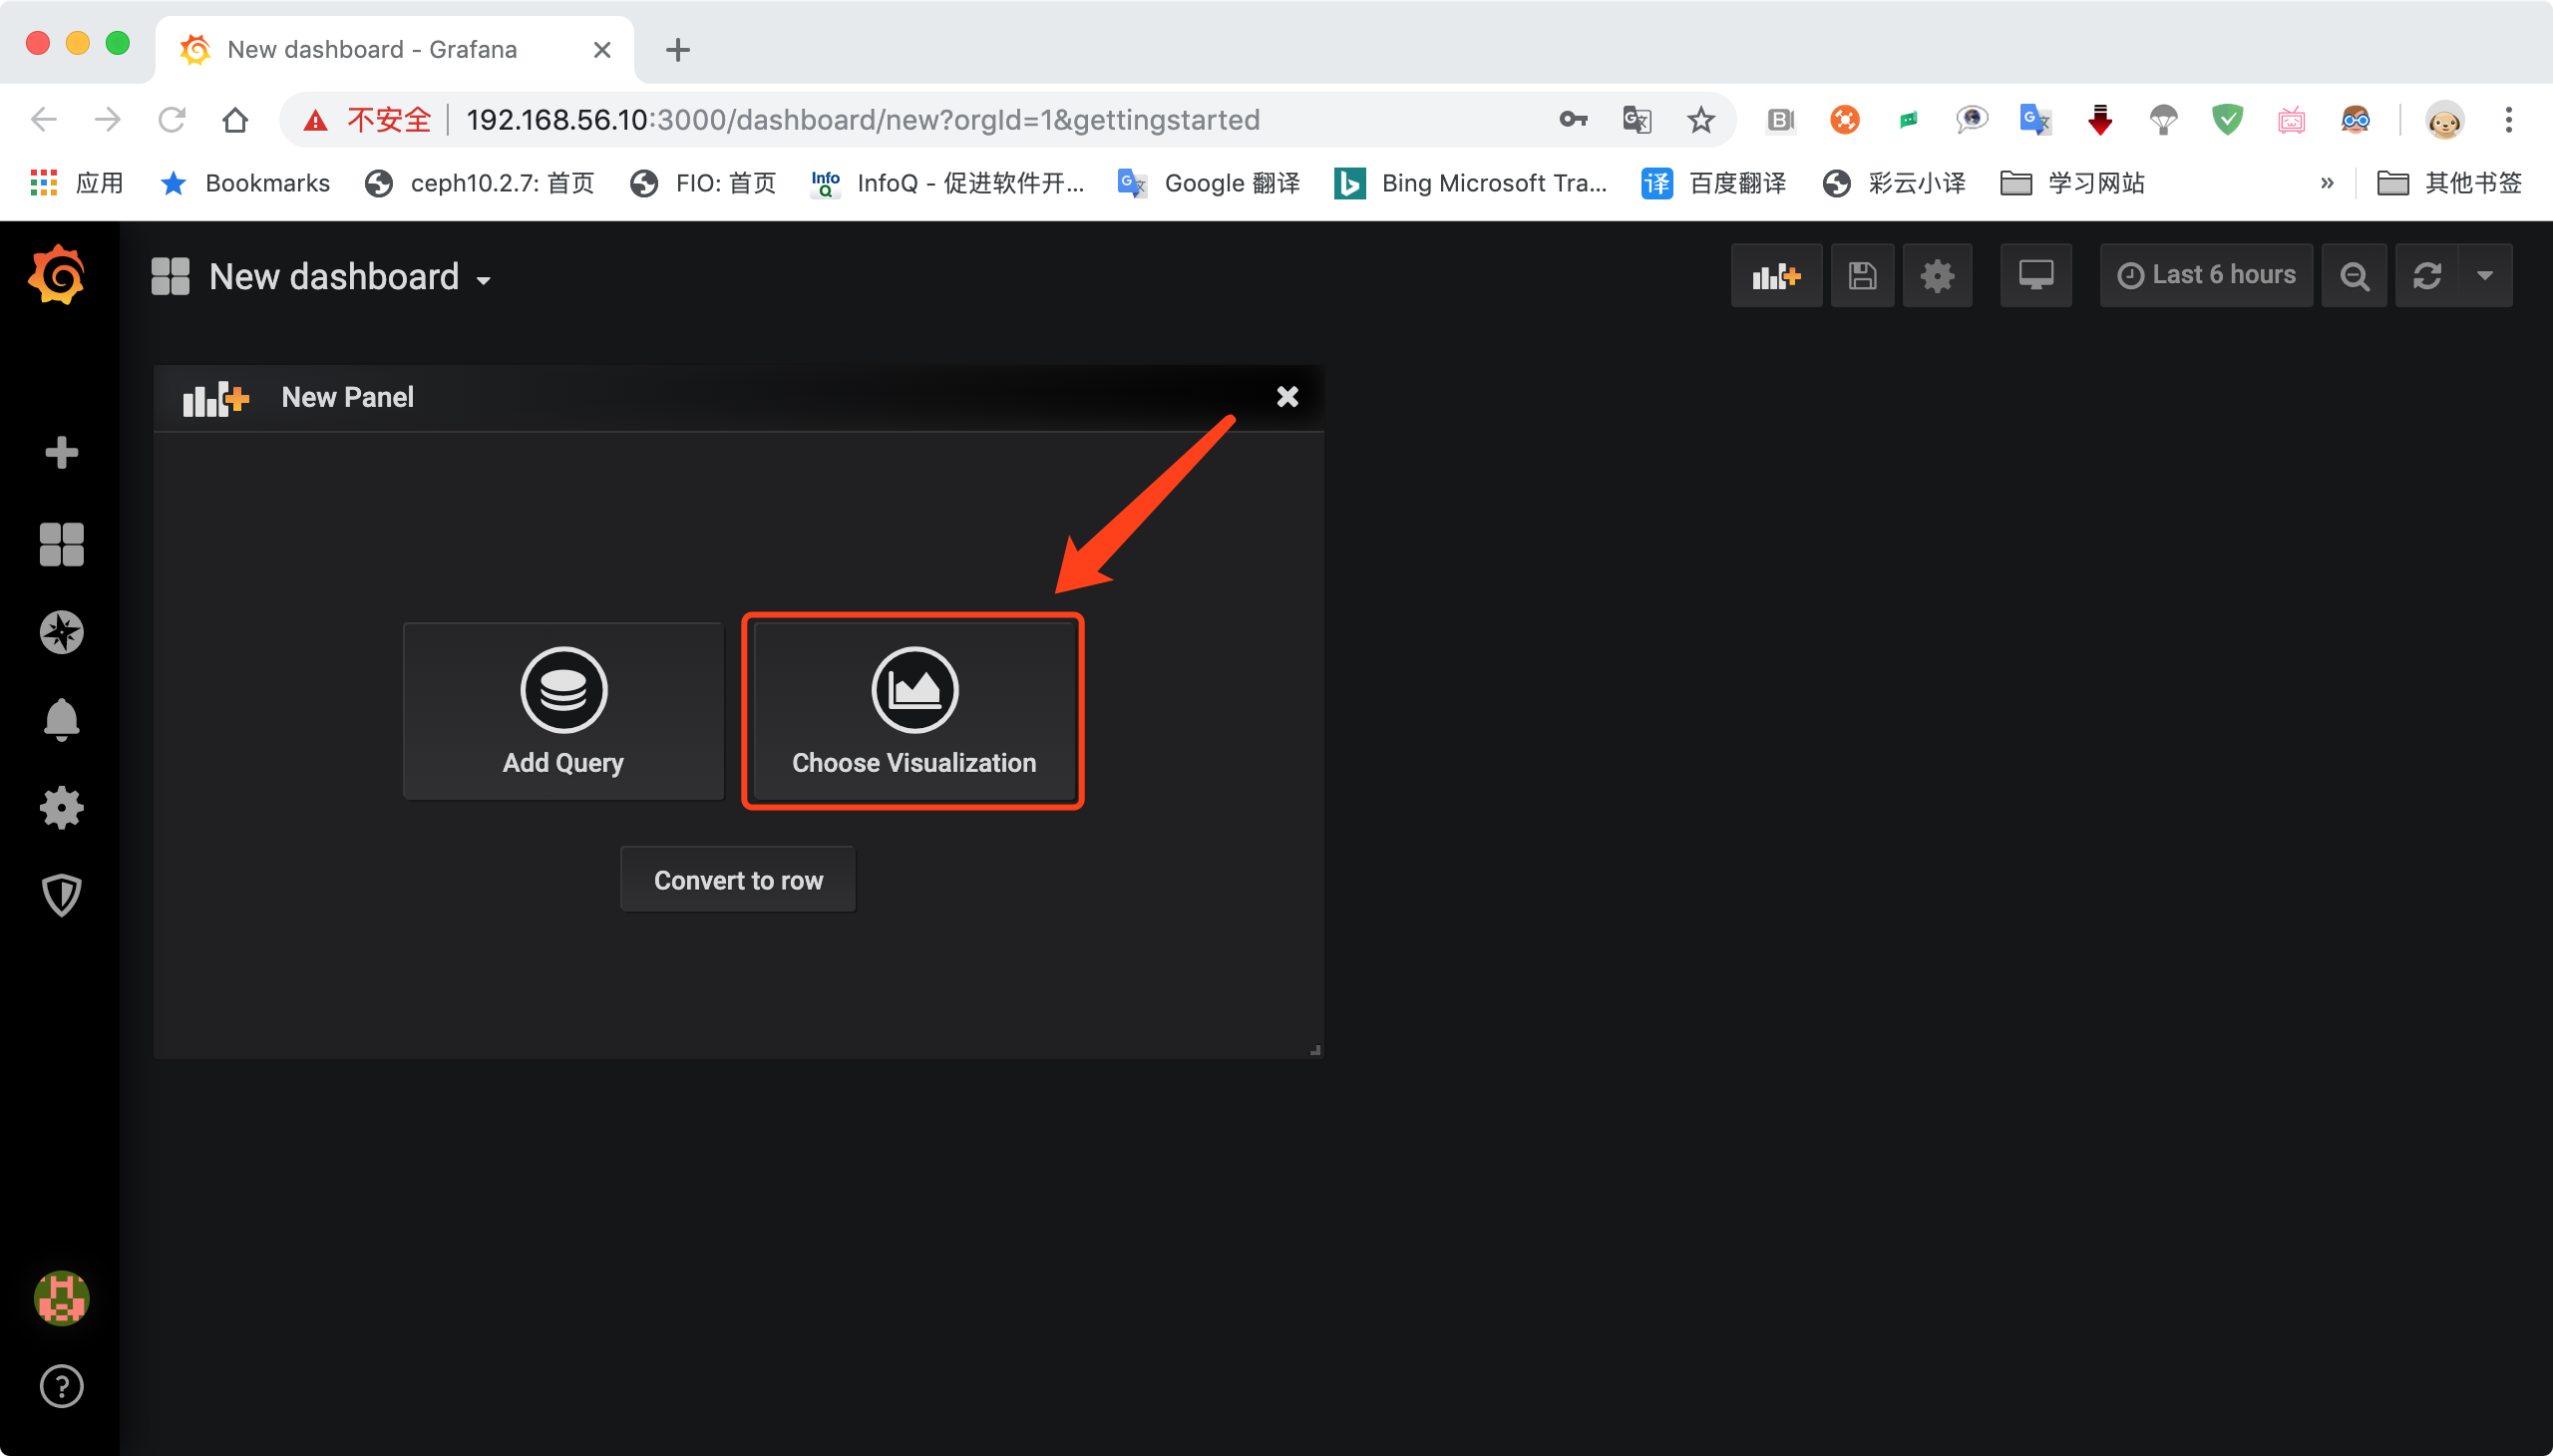 New dashboard - Grafana
不安全 192.168.56.10:3000/dashboard/new?orgId=1&gettingstarted
应用 Bookmarks ceph10.2.7: 首页 FIO: 首页 InfoQ InfoQ - 促进软件开... Google 翻译 Bing Microsoft Tra... 译 百度翻译 彩云小译 学习网站 » 其他书签
New dashboard Last 6 hours
New Panel
Add Query Choose Visualization
Convert to row